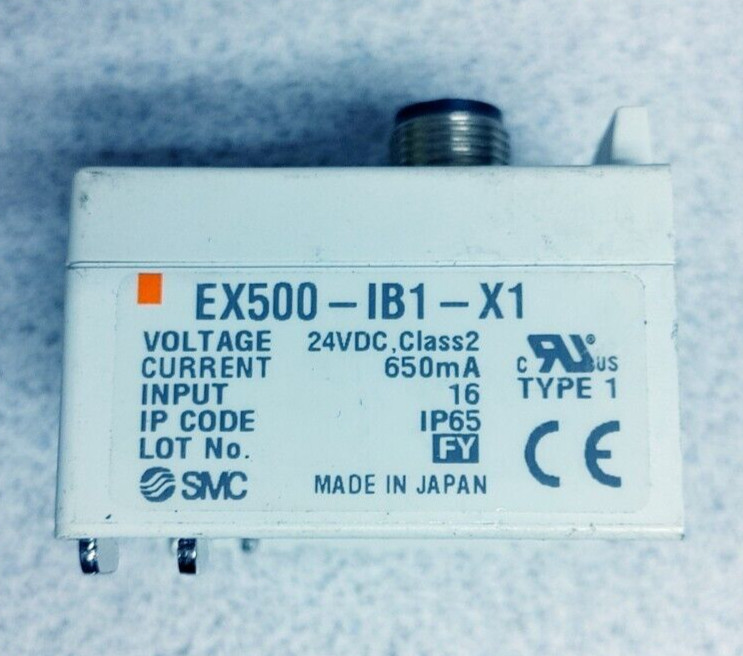 EX500-IB1-X1
VOLTAGE 24VDC,Class2
CURRENT 650mA
INPUT 16
IP CODE IP65
LOT No. FY
SMC MADE IN JAPAN
C RU® US
TYPE 1
CE